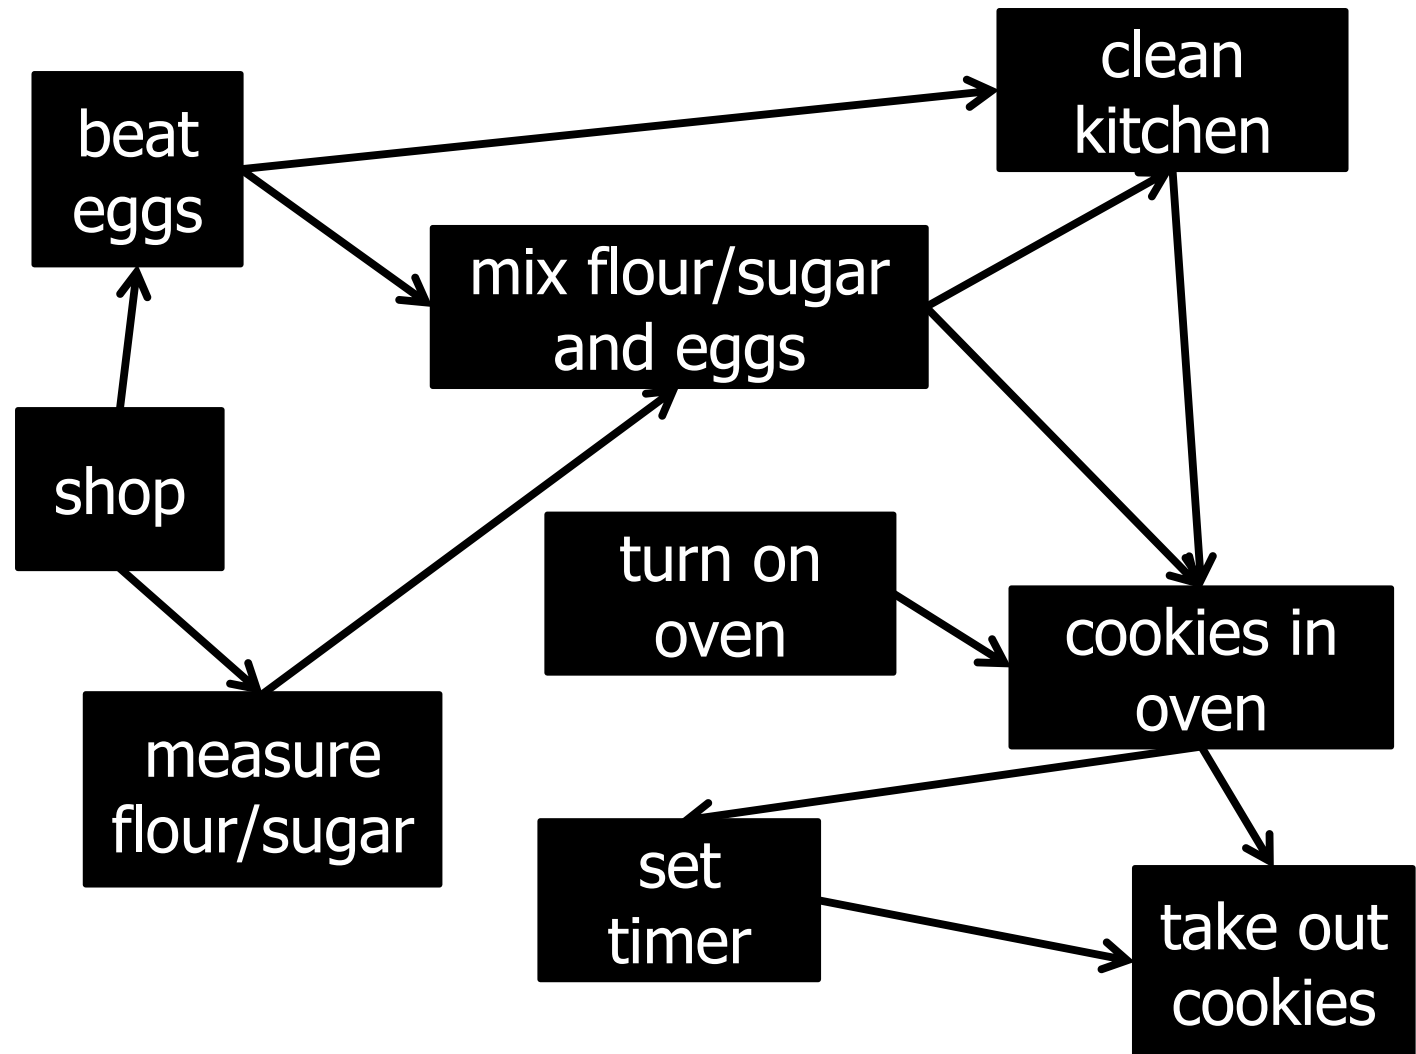 clean
kitchen
beat
eggs
mix flour/sugar
and eggs
shop
turn on
oven
cookies in
oven
measure
flour/sugar
set
timer
take out
cookies